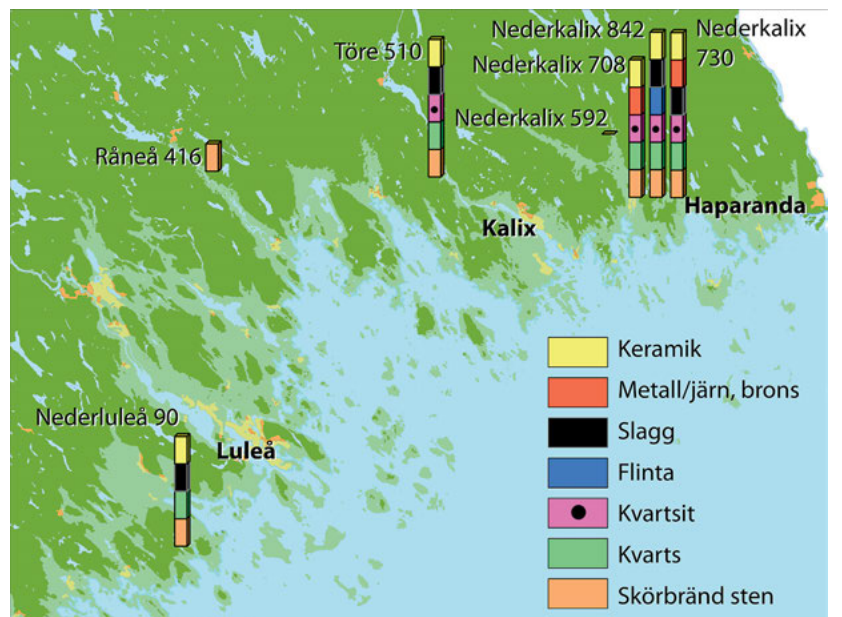 Nederkalix 842
Nederkalix
730
Töre 510
Nederkalix 708
Nederkalix 592
Råneå 416
Haparanda
Kalix
Keramik
Metall/järn, brons
Nederluleå 90
Slagg
Luleå
Flinta
Kvartsit
Kvarts
Skörbränd sten